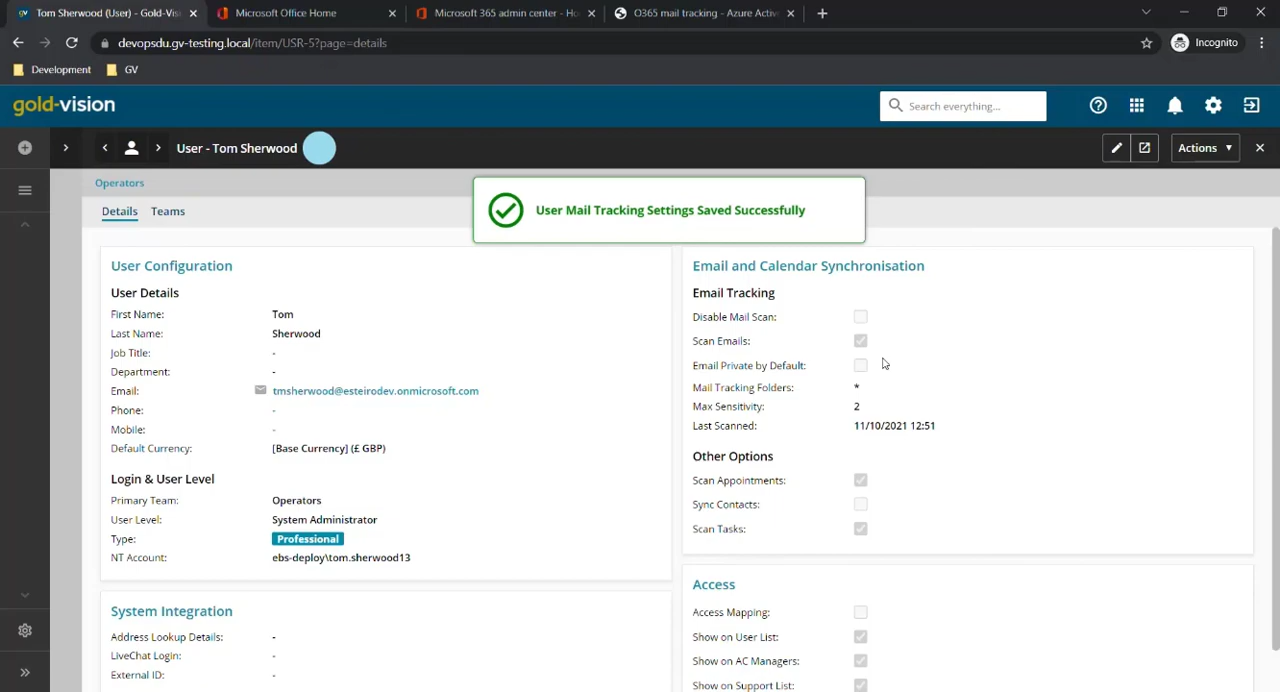 Tom Sherwood (User) - Gold-Vis
Microsoft Office Home
Microsoft 365 admin center - Ho
O365 mail tracking - Azure Activ
devopsdu.gv-testing.local/item/USR-5?page=details
Incognito
Development
GV
gold-vision
Search everything...
User - Tom Sherwood
Actions
Operators
Details
Teams
User Mail Tracking Settings Saved Successfully
User Configuration
User Details
First Name: Tom
Last Name: Sherwood
Job Title: -
Department: -
Email: tmsherwood@esteirodev.onmicrosoft.com
Phone: -
Mobile: -
Default Currency: [Base Currency] (£ GBP)
Login & User Level
Primary Team: Operators
User Level: System Administrator
Type: Professional
NT Account: ebs-deploy\tom.sherwood13
System Integration
Address Lookup Details: -
LiveChat Login: -
External ID: -
Email and Calendar Synchronisation
Email Tracking
Disable Mail Scan:
Scan Emails:
Email Private by Default:
Mail Tracking Folders: *
Max Sensitivity: 2
Last Scanned: 11/10/2021 12:51
Other Options
Scan Appointments:
Sync Contacts:
Scan Tasks:
Access
Access Mapping:
Show on User List:
Show on AC Managers:
Show on Support List: